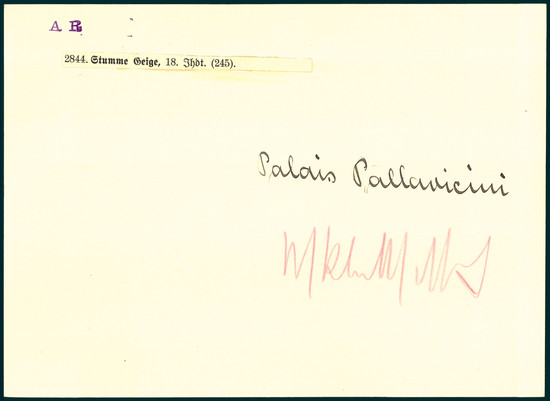 A R
2844. Stumme Geige, 18. Jhdt. (245).
Palais Pallavicini